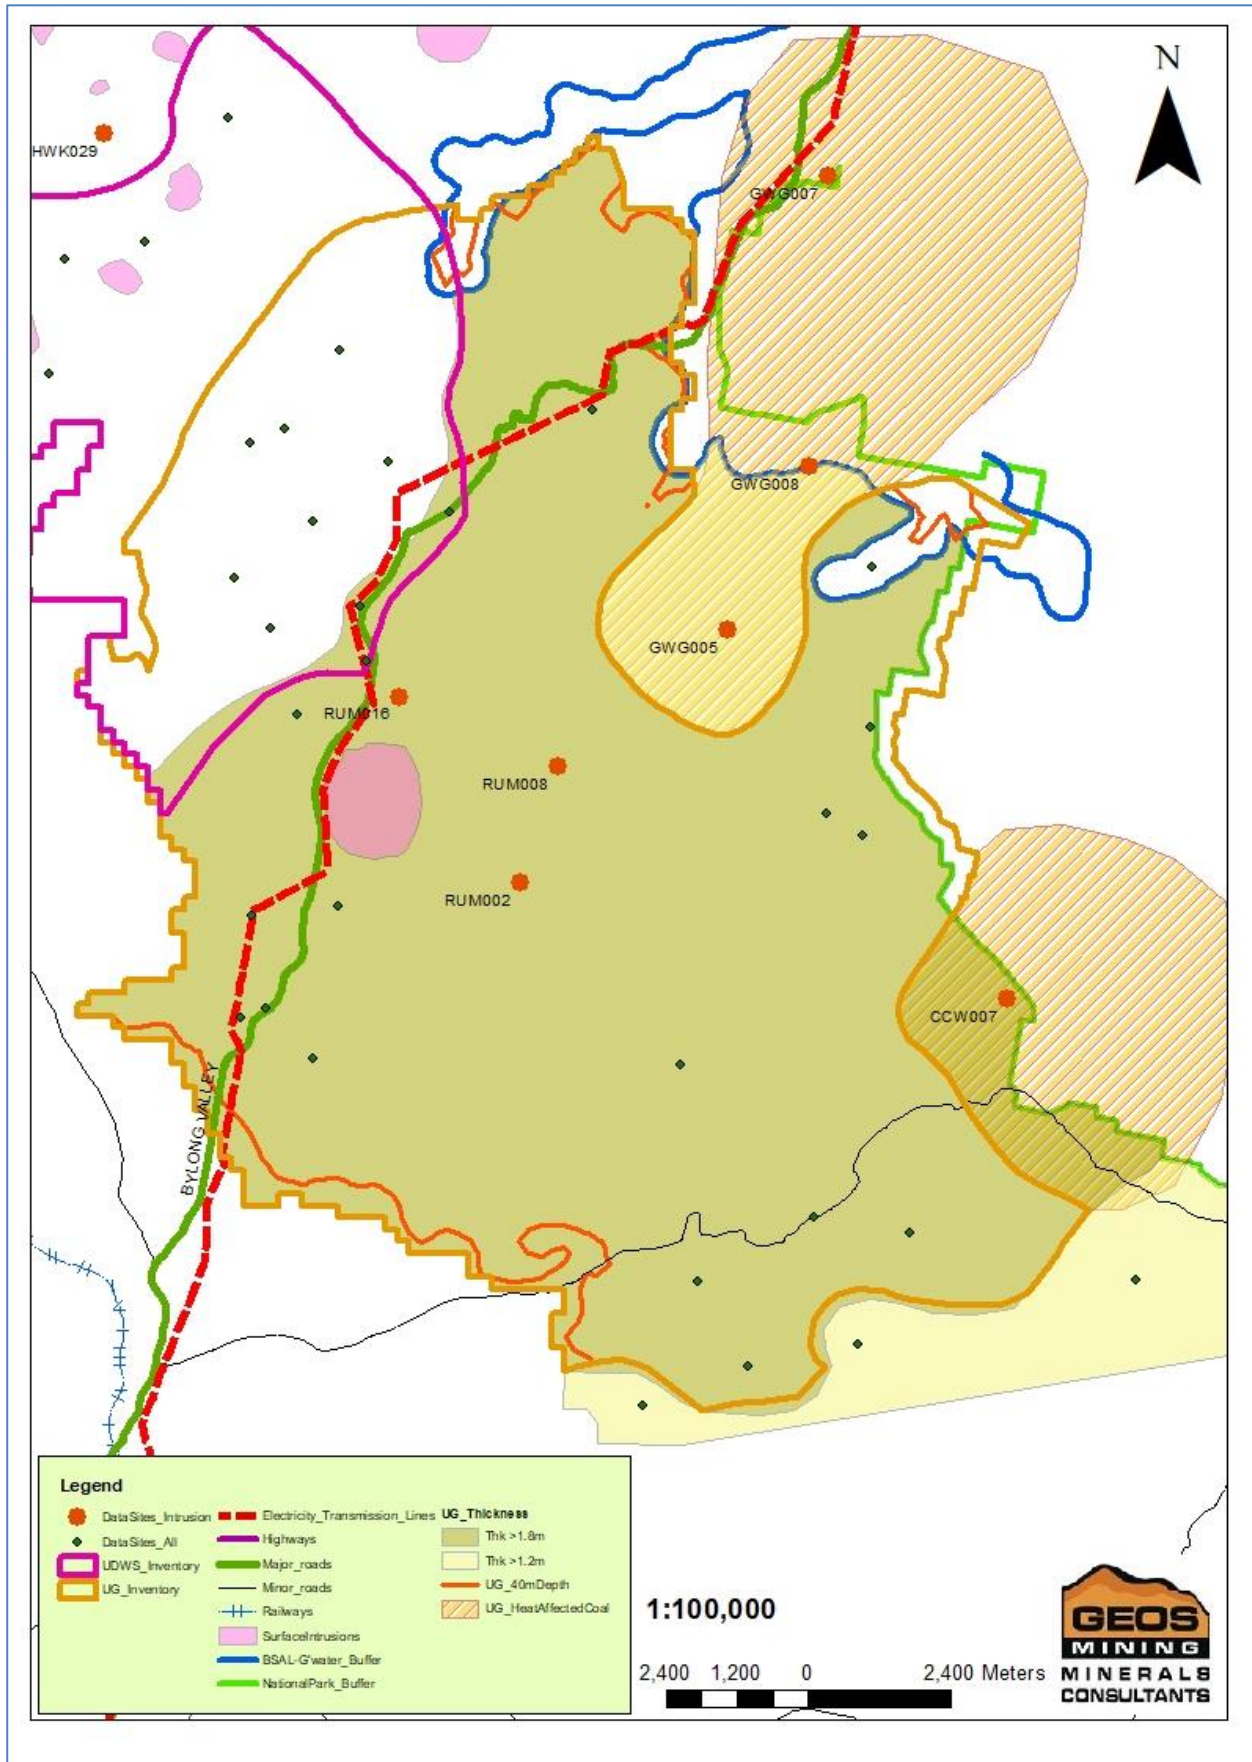 N
HWK029
GWG007
GWG008
GWG005
RUM016
RUM008
RUM002
CCW007
BYLONG VALLEY
Legend
DataSites_Intrusion
DataSites_All
UDWS_Inventory
UG_Inventory
Electricity_Transmission_Lines
Highways
Major_roads
Minor_roads
Railways
SurfaceIntrusions
BSAL-G'water_Buffer
NationalPark_Buffer
UG_Thickness
Thk >1.8m
Thk >1.2m
UG_40mDepth
UG_HeatAffectedCoal
1:100,000
2,400 1,200 0 2,400 Meters
GEOS
MINING
MINERALS
CONSULTANTS